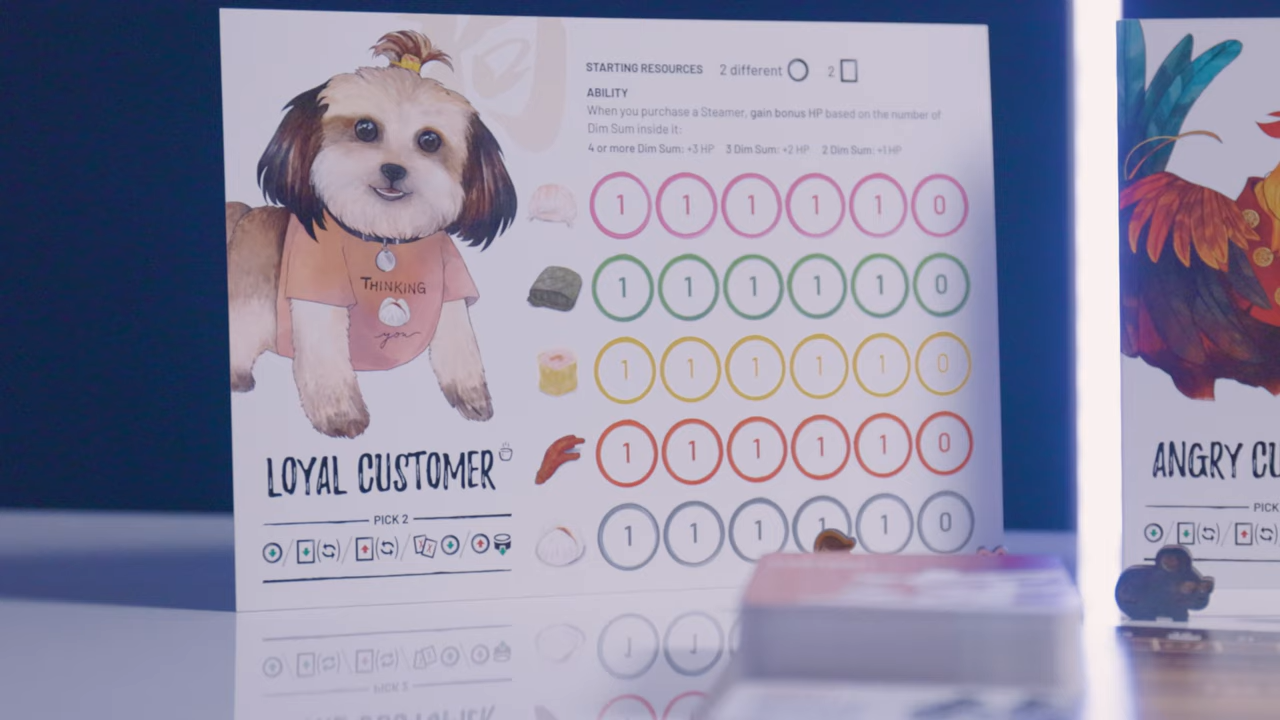 狗
STARTING RESOURCES 2 different 2
ABILITY
When you purchase a Steamer, gain bonus HP based on the number of
Dim Sum inside it:
4 or more Dim Sum: +3 HP 3 Dim Sum: +2 HP 2 Dim Sum: +1 HP
1 1 1 1 1 0
1 1 1 1 1 0
1 1 1 1 1 0
1 1 1 1 1 0
1 1 1 1 1 0
THINKING
you
LOYAL CUSTOMER
PICK 2
ANGRY CU
PICK